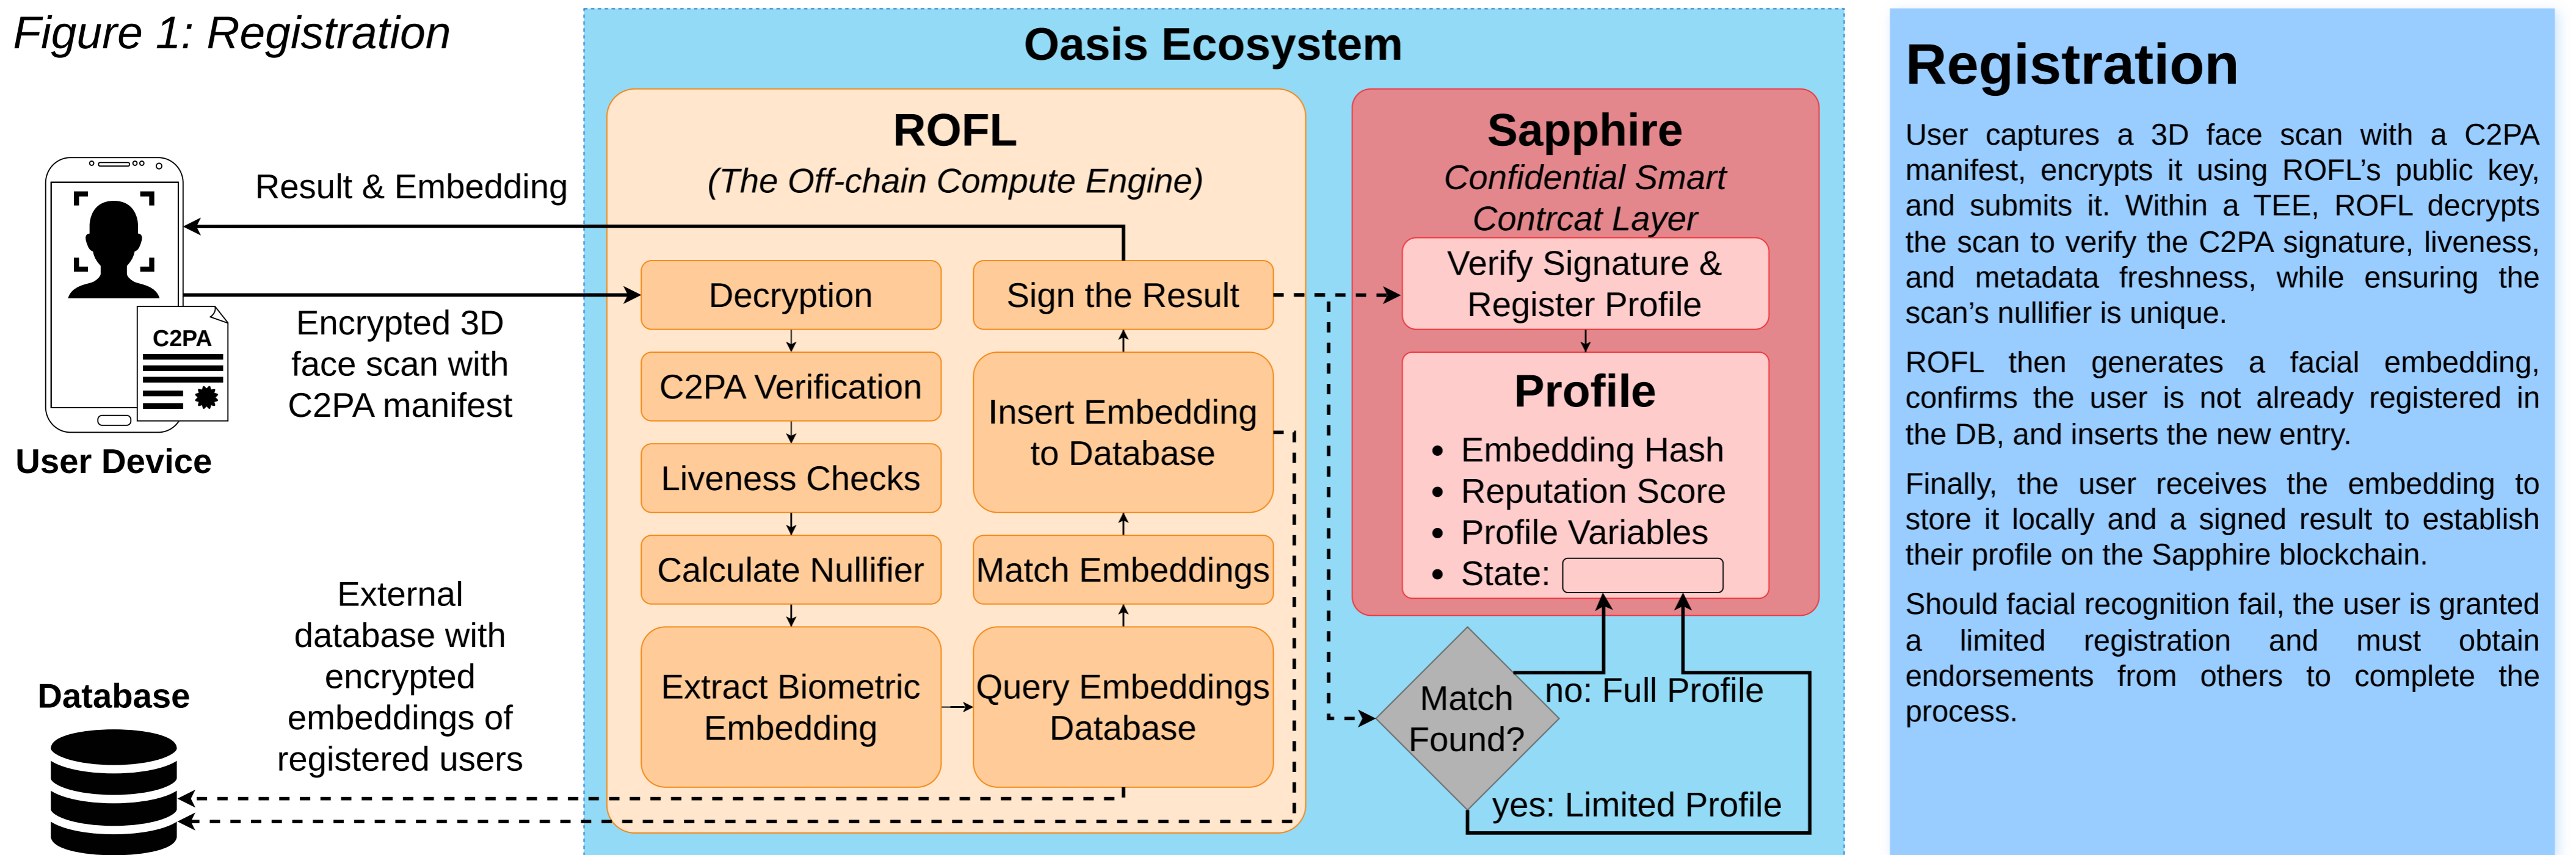 Figure 1: Registration
Oasis Ecosystem
ROFL
(The Off-chain Compute Engine)
Result & Embedding
Encrypted 3D
face scan with
C2PA manifest
C2PA
User Device
External
database with
encrypted
embeddings of
registered users
Database
Decryption
C2PA Verification
Liveness Checks
Calculate Nullifier
Extract Biometric
Embedding
Query Embeddings
Database
Match Embeddings
Insert Embedding
to Database
Sign the Result
Sapphire
Confidential Smart
Contrcat Layer
Verify Signature &
Register Profile
Profile
• Embedding Hash
• Reputation Score
• Profile Variables
• State:
Match
Found?
no: Full Profile
yes: Limited Profile
Registration
User captures a 3D face scan with a C2PA
manifest, encrypts it using ROFL’s public key,
and submits it. Within a TEE, ROFL decrypts
the scan to verify the C2PA signature, liveness,
and metadata freshness, while ensuring the
scan’s nullifier is unique.
ROFL then generates a facial embedding,
confirms the user is not already registered in
the DB, and inserts the new entry.
Finally, the user receives the embedding to
store it locally and a signed result to establish
their profile on the Sapphire blockchain.
Should facial recognition fail, the user is granted
a limited registration and must obtain
endorsements from others to complete the
process.